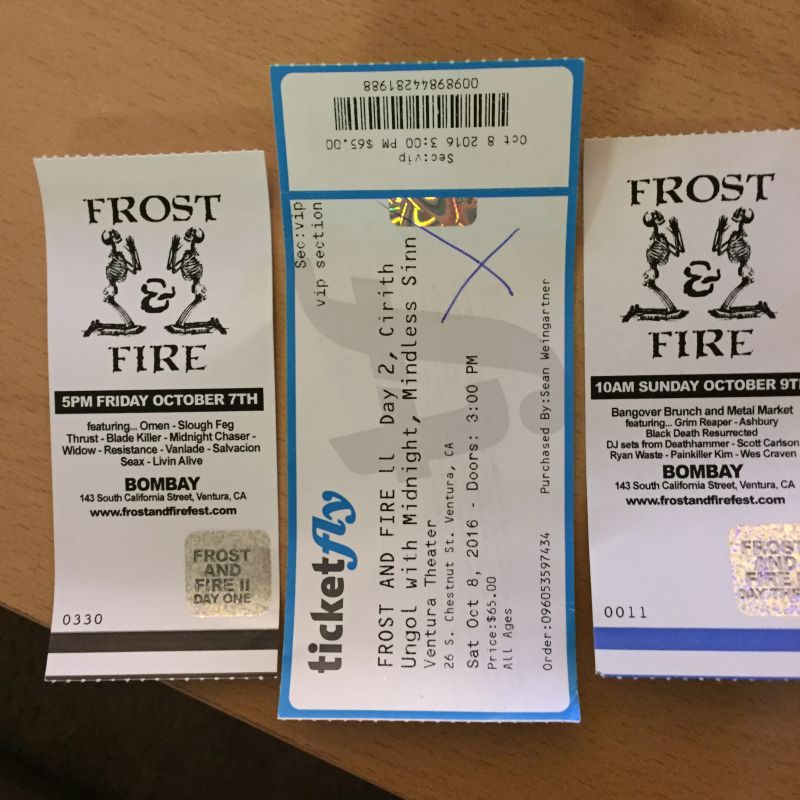 FROST
&
FIRE
5PM FRIDAY OCTOBER 7TH
featuring... Omen - Slough Feg
Thrust - Blade Killer - Midnight Chaser -
Widow - Resistance - Vanlade - Salvacion
Seax - Livin Alive
BOMBAY
143 South California Street, Ventura, CA
www.frostandfirefest.com
FROST
AND
FIRE II
DAY ONE
0330
00989844281988
Oct 8 2016 3:00 PM $65.00
Sec:vip
Sec:vip
vip section
ticketfly
FROST AND FIRE ll Day 2, Cirith
Ungol with Midnight, Mindless Sinn
Ventura Theater
26 S. Chestnut St. Ventura, CA
Sat Oct 8, 2016 - Doors: 3:00 PM
Price:$65.00
All Ages
Order:096053597434 Purchased By:Sean Weingartner
X
FROST
&
FIRE
10AM SUNDAY OCTOBER 9T
Bangover Brunch and Metal Market
featuring... Grim Reaper - Ashbury
Black Death Resurrected
DJ sets from Deathhammer - Scott Carlson
Ryan Waste - Painkiller Kim - Wes Craven
BOMBAY
143 South California Street, Ventura, CA
www.frostandfirefest.com
FROST
AND
FIRE
DAY
0011